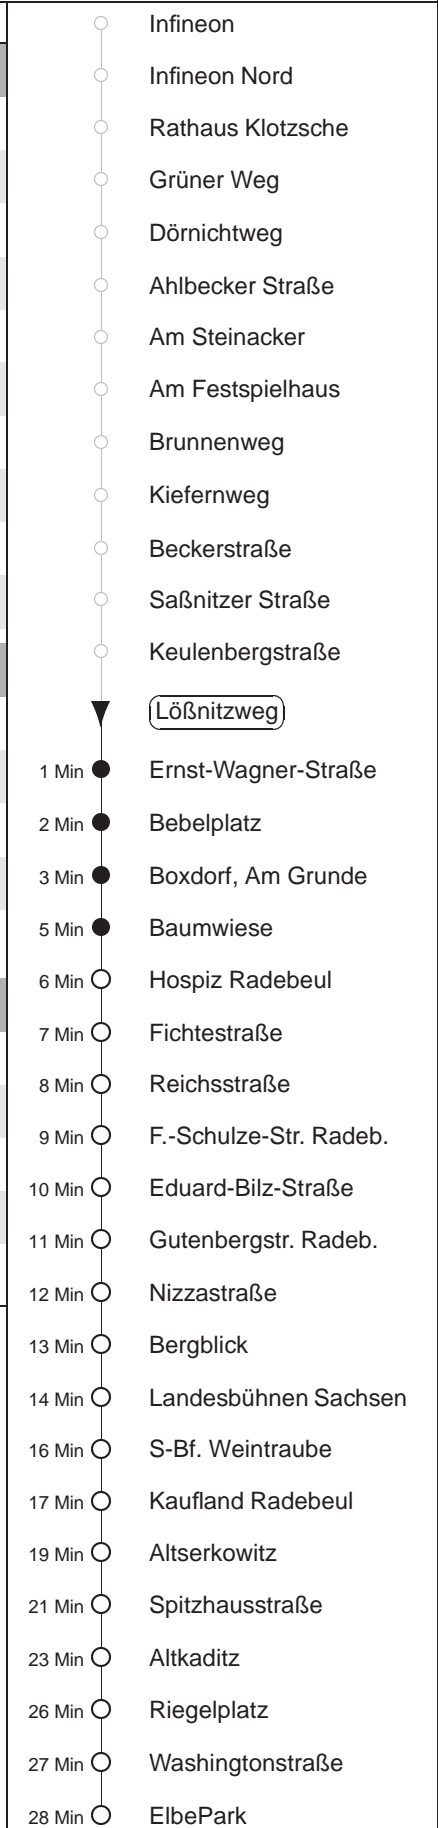 Infineon
Infineon Nord
Rathaus Klotzsche
Grüner Weg
Dörnichtweg
Ahlbecker Straße
Am Steinacker
Am Festspielhaus
Brunnenweg
Kiefernweg
Beckerstraße
Saßnitzer Straße
Keulenbergstraße
Lößnitzweg
1 Min Ernst-Wagner-Straße
2 Min Bebelplatz
3 Min Boxdorf, Am Grunde
5 Min Baumwiese
6 Min Hospiz Radebeul
7 Min Fichtestraße
8 Min Reichsstraße
9 Min F.-Schulze-Str. Radeb.
10 Min Eduard-Bilz-Straße
11 Min Gutenbergstr. Radeb.
12 Min Nizzastraße
13 Min Bergblick
14 Min Landesbühnen Sachsen
16 Min S-Bf. Weintraube
17 Min Kaufland Radebeul
19 Min Altserkowitz
21 Min Spitzhausstraße
23 Min Altkaditz
26 Min Riegelplatz
27 Min Washingtonstraße
28 Min ElbePark